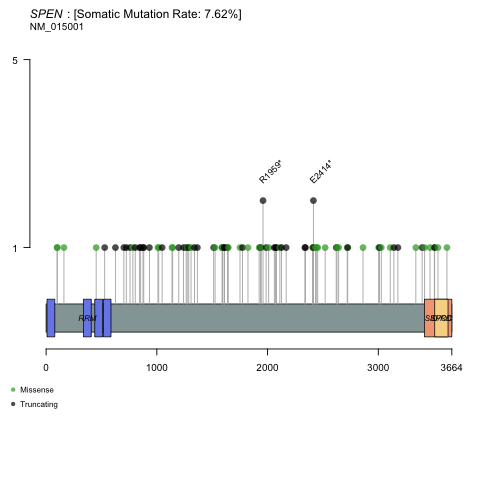 SPEN : [Somatic Mutation Rate: 7.62%]
NM_015001
5
R1959*
E2414*
1
RRM
0
1000
2000
3000
3664
Missense
Truncating